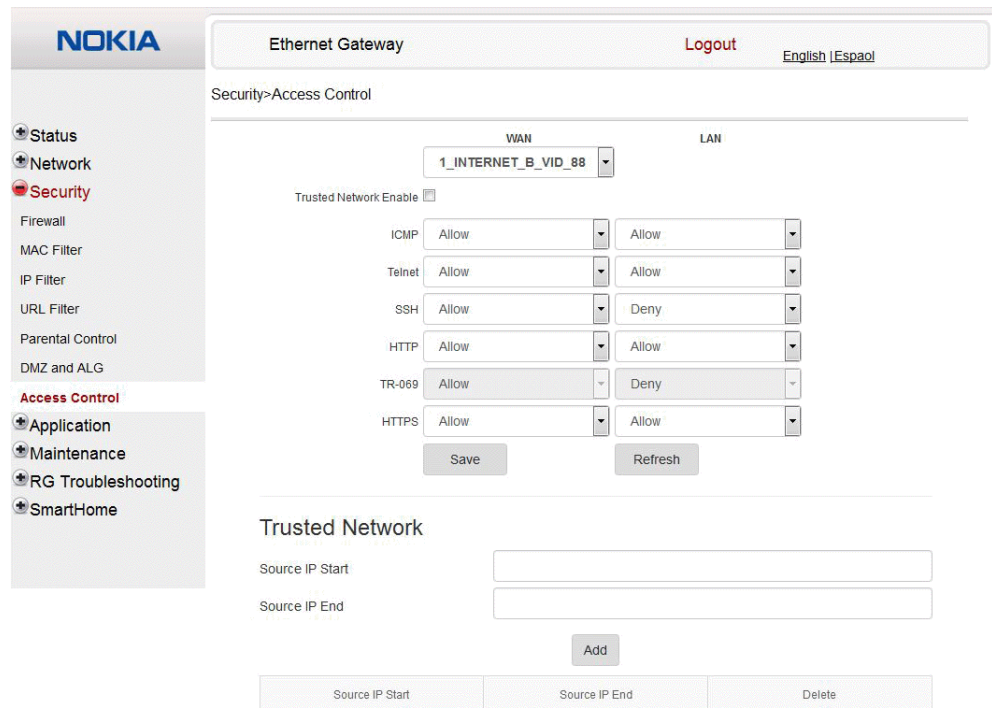 NOKIA
Ethernet Gateway
Logout
English |Espaol
Security>Access Control
Status
Network
Security
Firewall
MAC Filter
IP Filter
URL Filter
Parental Control
DMZ and ALG
Access Control
Application
Maintenance
RG Troubleshooting
SmartHome
WAN LAN
1_INTERNET_B_VID_88
Trusted Network Enable
ICMP Allow Allow
Telnet Allow Allow
SSH Allow Deny
HTTP Allow Allow
TR-069 Allow Deny
HTTPS Allow Allow
Save Refresh
Trusted Network
Source IP Start
Source IP End
Add
Source IP Start Source IP End Delete